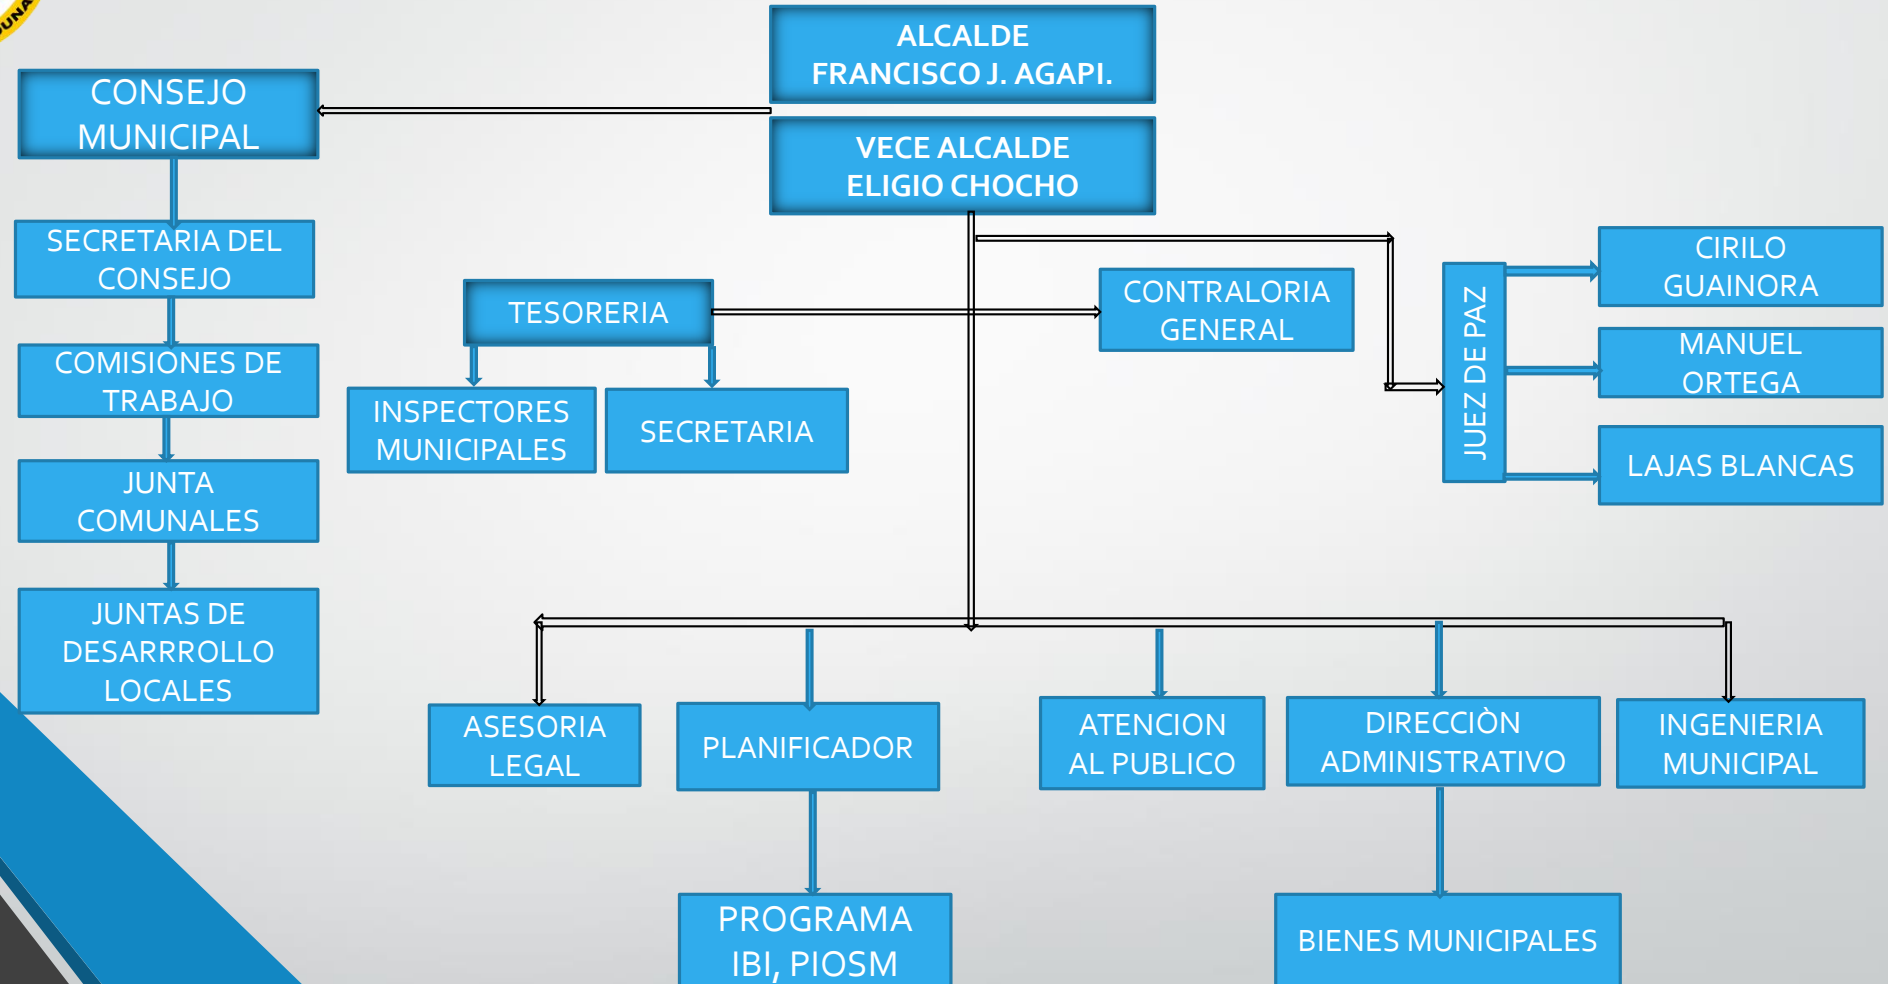 ALCALDE
FRANCISCO J. AGAPI.
VECE ALCALDE
ELIGIO CHOCHO
CONSEJO
MUNICIPAL
SECRETARIA DEL
CONSEJO
COMISIONES DE
TRABAJO
JUNTA
COMUNALES
JUNTAS DE
DESARRROLLO
LOCALES
TESORERIA
INSPECTORES
MUNICIPALES
SECRETARIA
CONTRALORIA
GENERAL
JUEZ DE PAZ
CIRILO
GUAINORA
MANUEL
ORTEGA
LAJAS BLANCAS
ASESORIA
LEGAL
PLANIFICADOR
ATENCION
AL PUBLICO
DIRECCIÒN
ADMINISTRATIVO
INGENIERIA
MUNICIPAL
PROGRAMA
IBI, PIOSM
BIENES MUNICIPALES